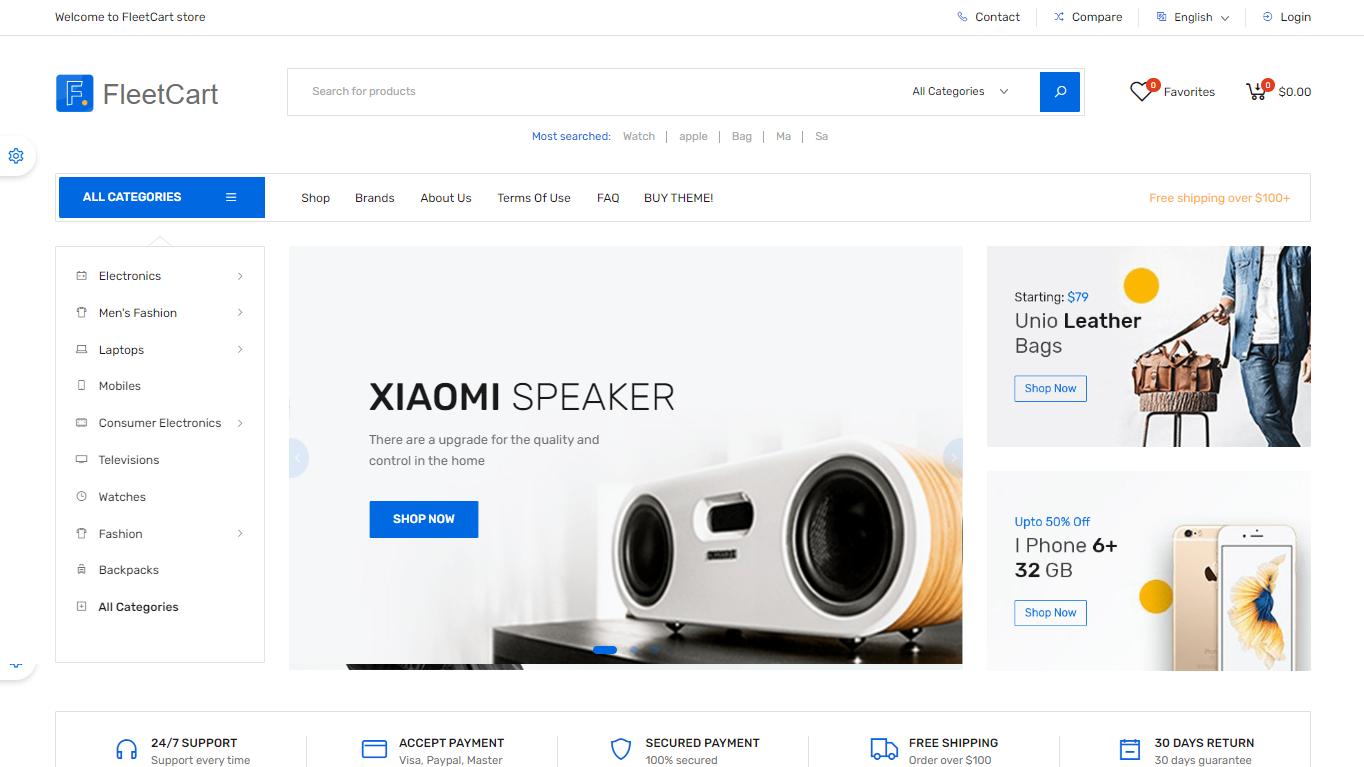 Welcome to FleetCart store
Contact
Compare
English
Login
F.
FleetCart
Search for products
All Categories
0
Favorites
0
$0.00
Most searched: Watch apple Bag Ma Sa
ALL CATEGORIES
Shop
Brands
About Us
Terms Of Use
FAQ
BUY THEME!
Free shipping over $100+
Electronics
Men's Fashion
Laptops
Mobiles
Consumer Electronics
Televisions
Watches
Fashion
Backpacks
All Categories
XIAOMI SPEAKER
There are a upgrade for the quality and
control in the home
SHOP NOW
Starting: $79
Unio Leather
Bags
Shop Now
Upto 50% Off
I Phone 6+
32 GB
Shop Now
24/7 SUPPORT
Support every time
ACCEPT PAYMENT
Visa, Paypal, Master
SECURED PAYMENT
100% secured
FREE SHIPPING
Order over $100
30 DAYS RETURN
30 days guarantee